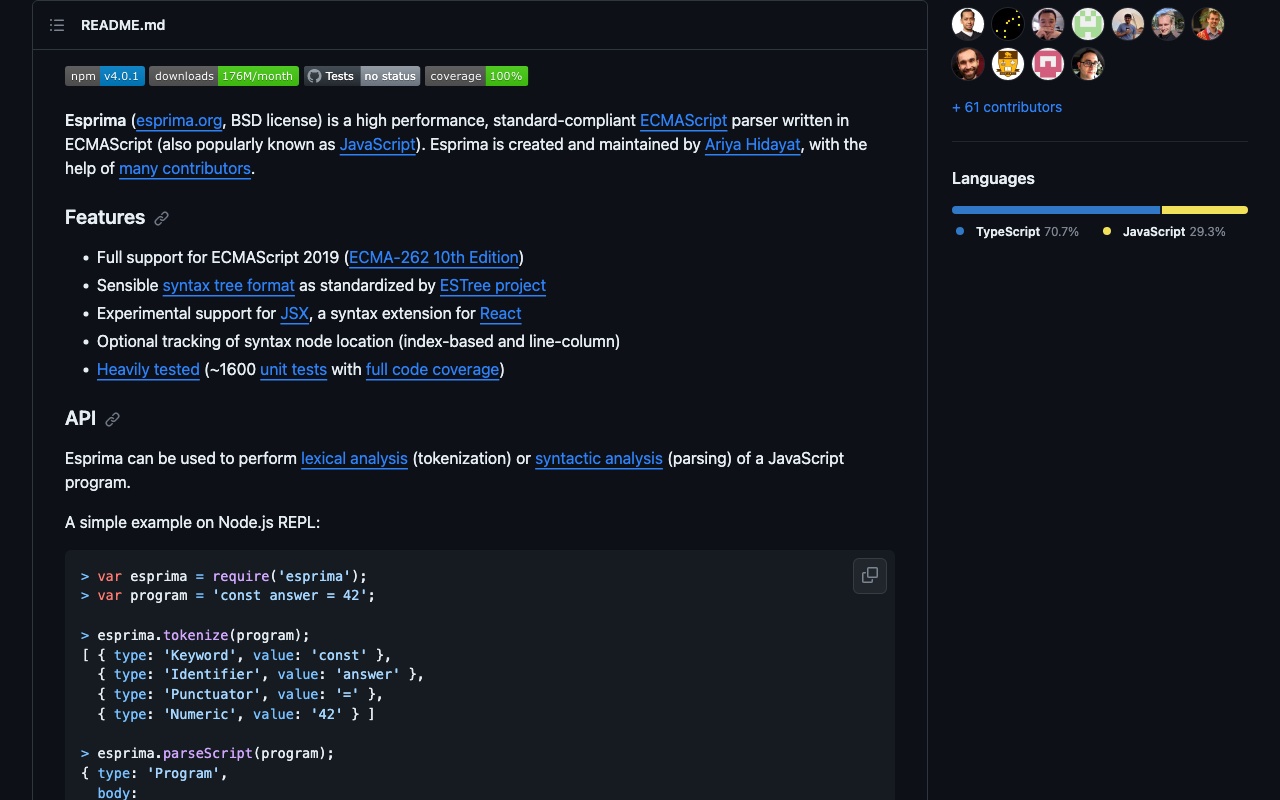 README.md
npm v4.0.1 downloads 176M/month Tests no status coverage 100%
Esprima (esprima.org, BSD license) is a high performance, standard-compliant ECMAScript parser written in
ECMAScript (also popularly known as JavaScript). Esprima is created and maintained by Ariya Hidayat, with the
help of many contributors.
Features
• Full support for ECMAScript 2019 (ECMA-262 10th Edition)
• Sensible syntax tree format as standardized by ESTree project
• Experimental support for JSX, a syntax extension for React
• Optional tracking of syntax node location (index-based and line-column)
• Heavily tested (~1600 unit tests with full code coverage)
API
Esprima can be used to perform lexical analysis (tokenization) or syntactic analysis (parsing) of a JavaScript
program.
A simple example on Node.js REPL:
> var esprima = require('esprima');
> var program = 'const answer = 42';

> esprima.tokenize(program);
[ { type: 'Keyword', value: 'const' },
  { type: 'Identifier', value: 'answer' },
  { type: 'Punctuator', value: '=' },
  { type: 'Numeric', value: '42' } ]

> esprima.parseScript(program);
{ type: 'Program',
  body:
+ 61 contributors
Languages
TypeScript 70.7% JavaScript 29.3%